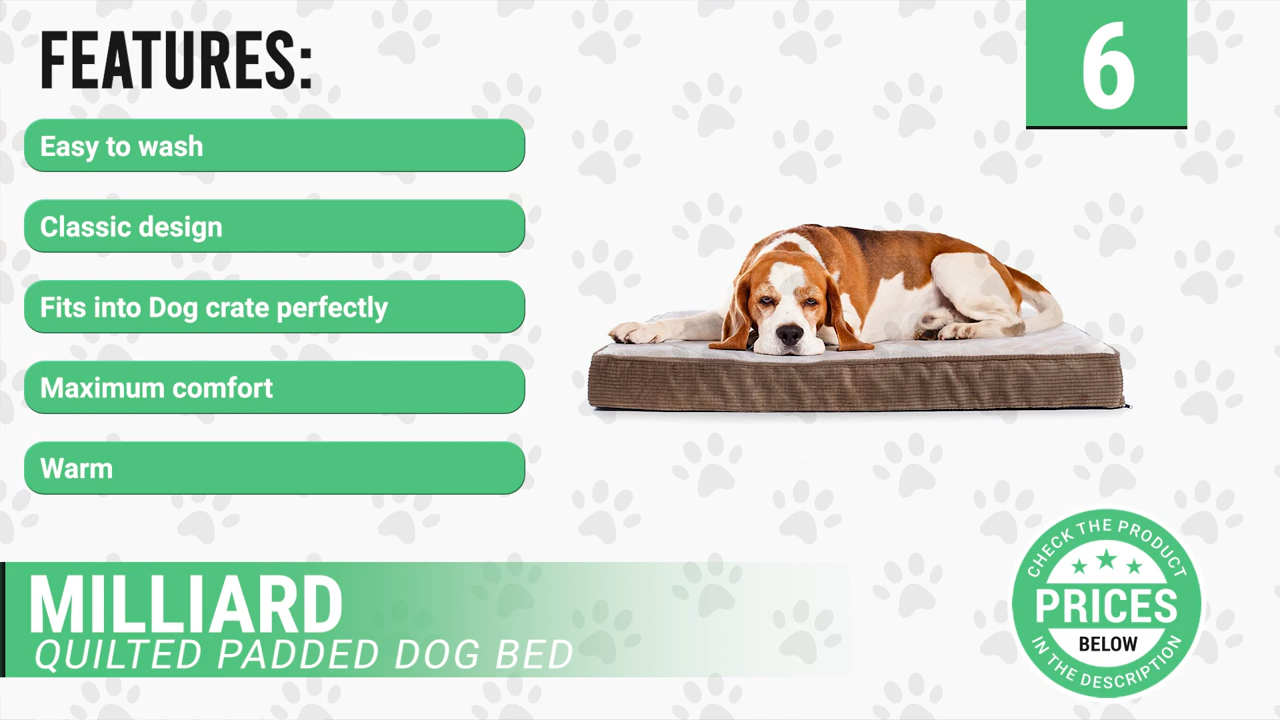 FEATURES:
6
Easy to wash
Classic design
Fits into Dog crate perfectly
Maximum comfort
Warm
MILLIARD
QUILTED PADDED DOG BED
CHECK THE PRODUCT
PRICES
BELOW
IN THE DESCRIPTION